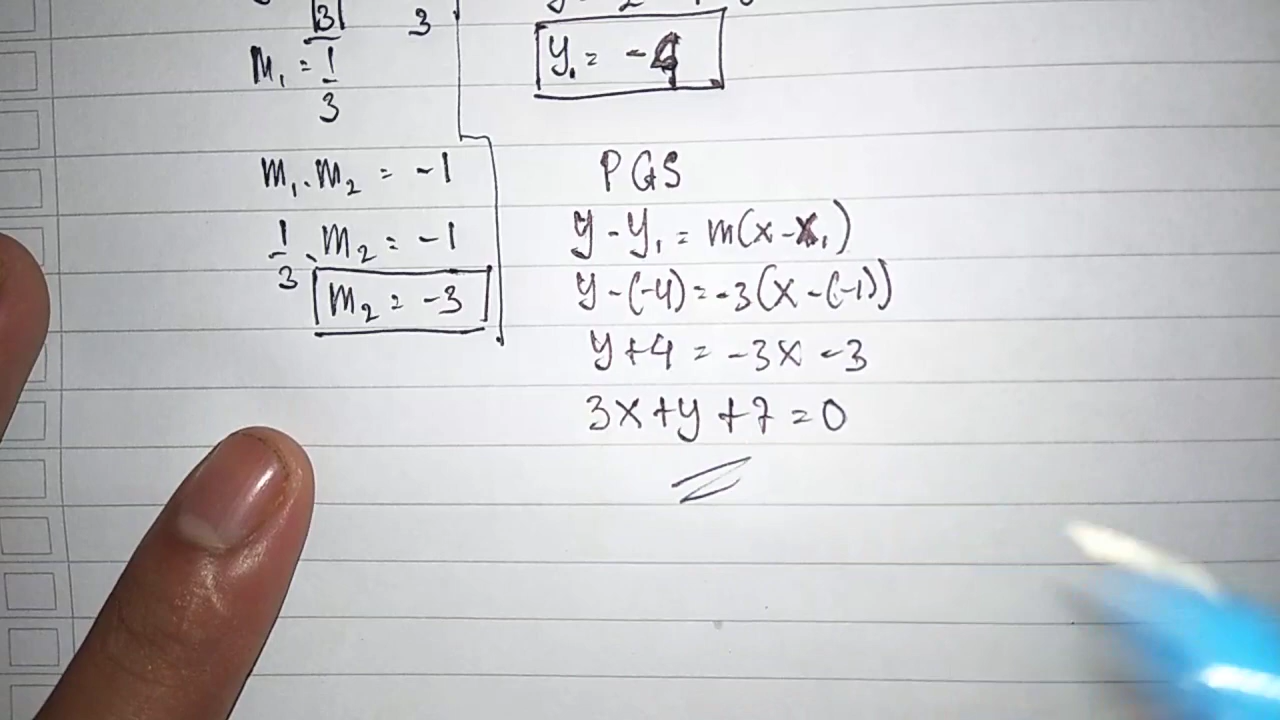 3 3
m₁ = 1/3
m₁ . m₂ = -1
1/3 . m₂ = -1
m₂ = -3
y₁ = -4
PGS
y - y₁ = m(x - x₁)
y - (-4) = -3(x - (-1))
y + 4 = -3x - 3
3x + y + 7 = 0